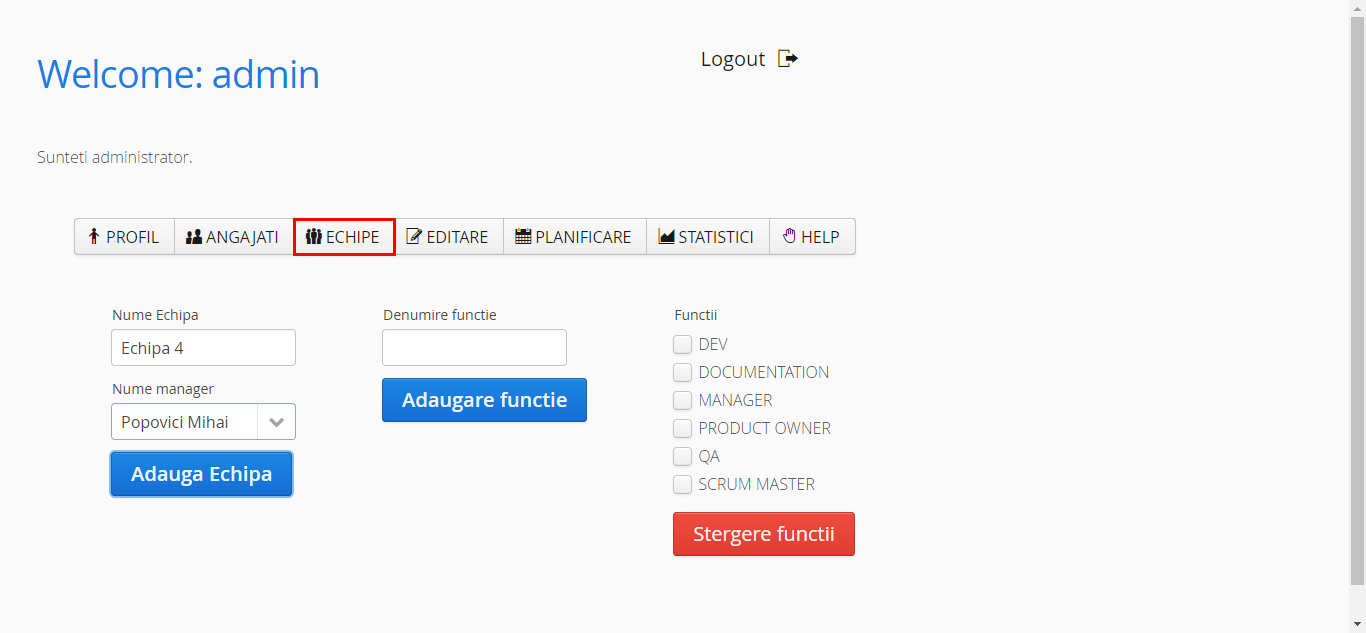 Welcome: admin
Logout
Sunteti administrator.
PROFIL ANGAJATI ECHIPE EDITARE PLANIFICARE STATISTICI HELP
Nume Echipa
Echipa 4
Nume manager
Popovici Mihai
Adauga Echipa
Denumire functie
Adaugare functie
Functii
DEV
DOCUMENTATION
MANAGER
PRODUCT OWNER
QA
SCRUM MASTER
Stergere functii